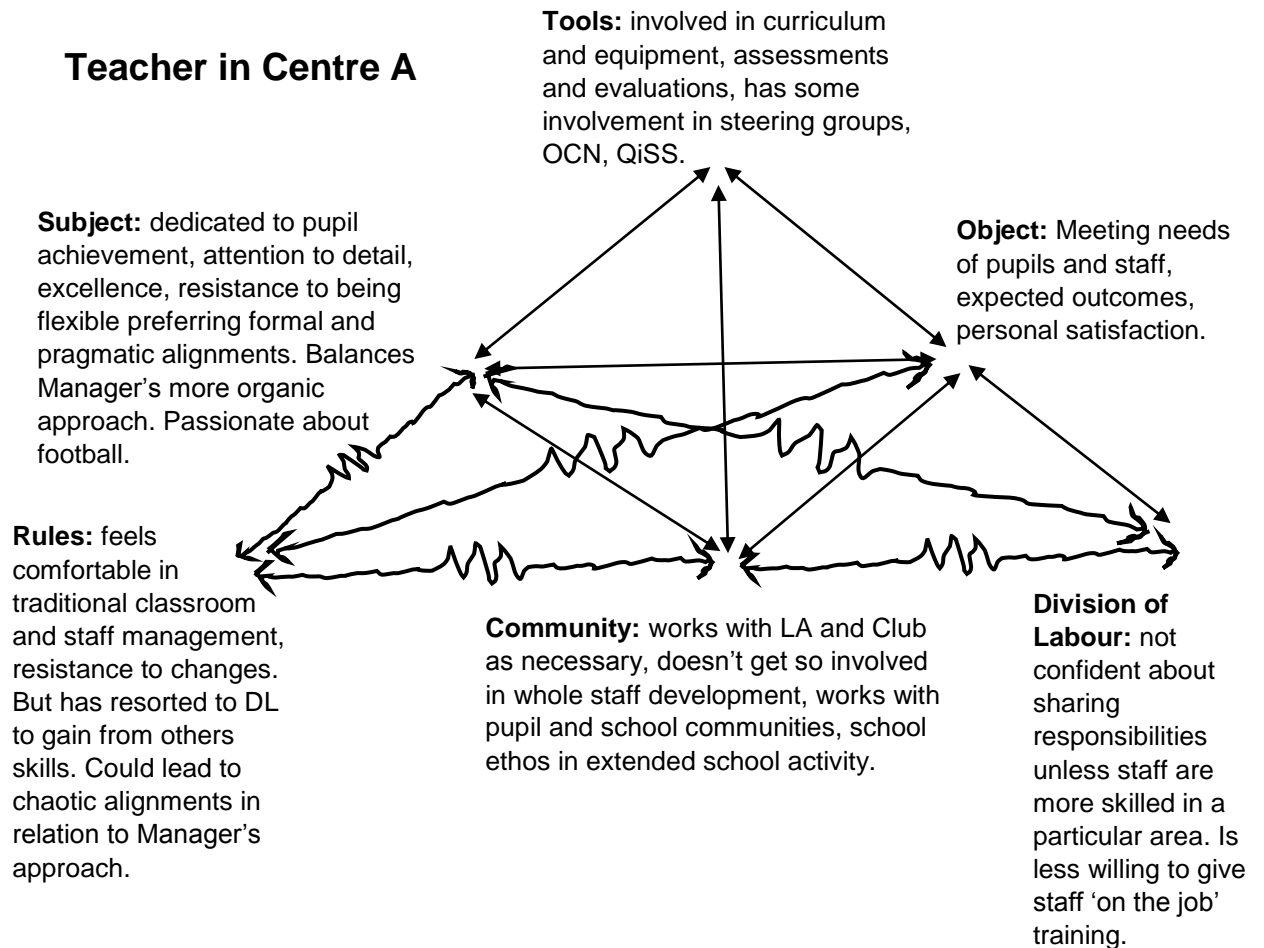 Teacher in Centre A
Tools: involved in curriculum
and equipment, assessments
and evaluations, has some
involvement in steering groups,
OCN, QiSS.
Subject: dedicated to pupil
achievement, attention to detail,
excellence, resistance to being
flexible preferring formal and
pragmatic alignments. Balances
Manager’s more organic
approach. Passionate about
football.
Object: Meeting needs
of pupils and staff,
expected outcomes,
personal satisfaction.
Rules: feels
comfortable in
traditional classroom
and staff management,
resistance to changes.
But has resorted to DL
to gain from others
skills. Could lead to
chaotic alignments in
relation to Manager’s
approach.
Community: works with LA and Club
as necessary, doesn’t get so involved
in whole staff development, works with
pupil and school communities, school
ethos in extended school activity.
Division of
Labour: not
confident about
sharing
responsibilities
unless staff are
more skilled in a
particular area. Is
less willing to give
staff ‘on the job’
training.